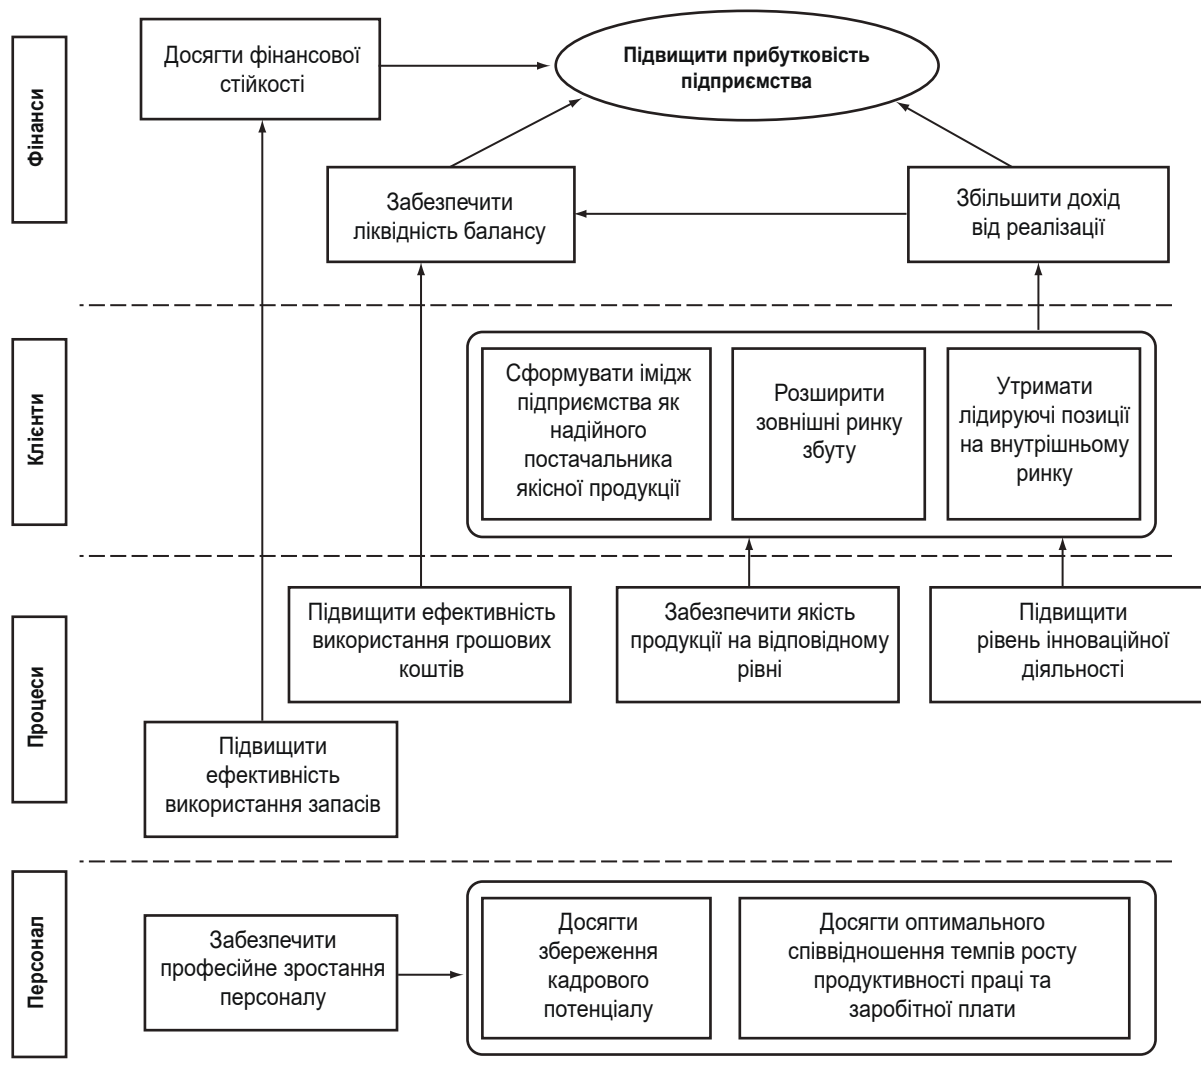 Фінанси
Досягти фінансової
стійкості
Підвищити прибутковість
підприємства
Забезпечити
ліквідність балансу
Збільшити дохід
від реалізації
Клієнти
Сформувати імідж
підприємства як
надійного
постачальника
якісної продукції
Розширити
зовнішні ринку
збуту
Утримати
лідируючі позиції
на внутрішньому
ринку
Процеси
Підвищити ефективність
використання грошових
коштів
Забезпечити якість
продукції на відповідному
рівні
Підвищити
рівень інноваційної
діяльності
Підвищити
ефективність
використання запасів
Персонал
Забезпечити
професійне зростання
персоналу
Досягти
збереження
кадрового
потенціалу
Досягти оптимального
співвідношення темпів росту
продуктивності праці та
заробітної плати